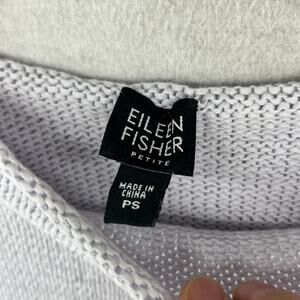 EILEEN
FISHER
PETITE
MADE IN
CHINA
PS